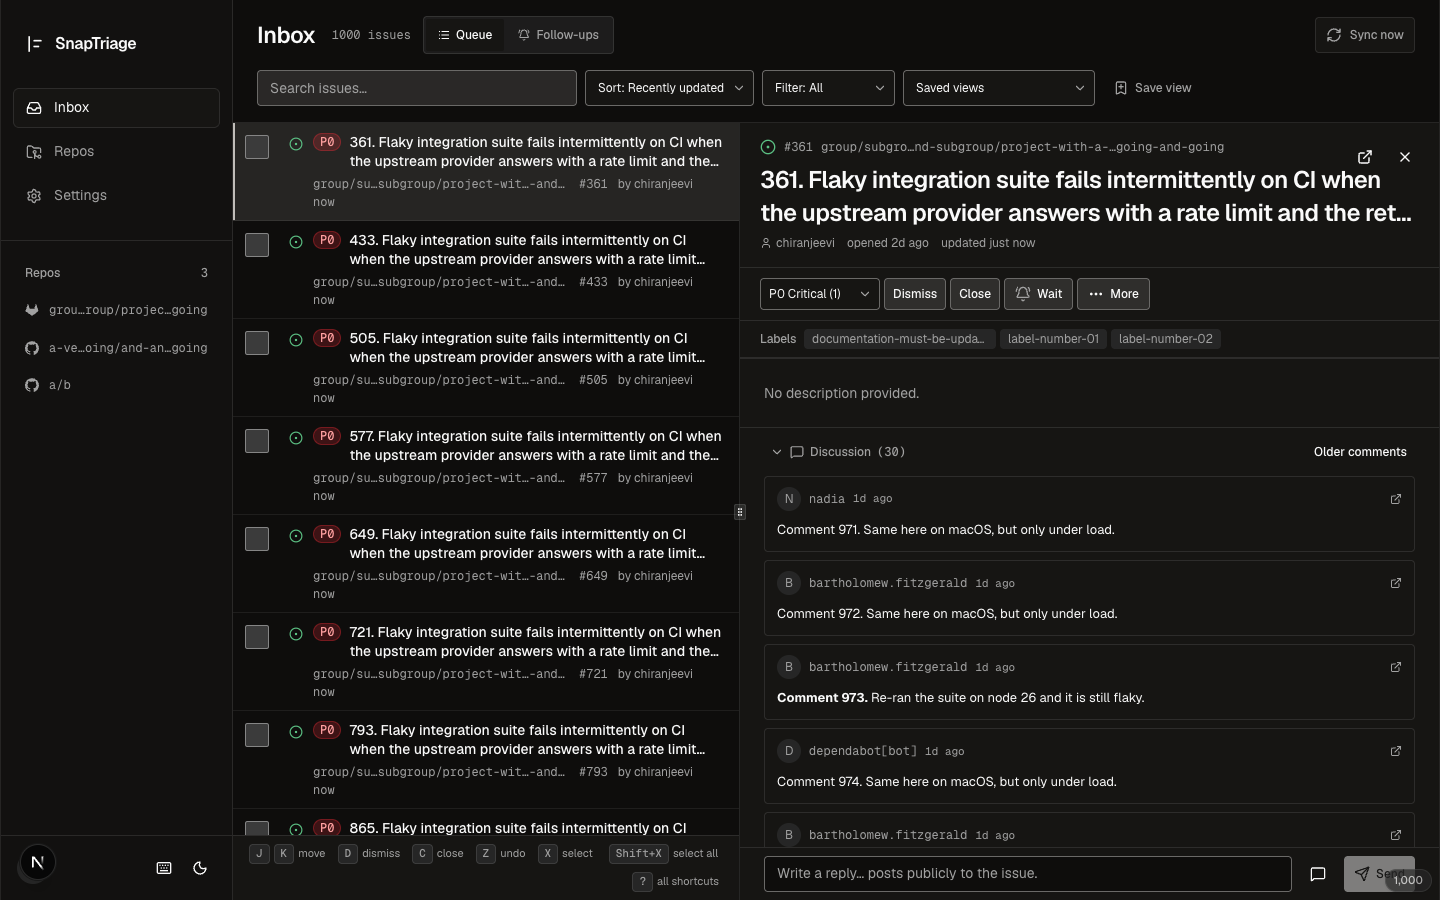 SnapTriage
Inbox
Repos
Settings
Repos 3
grou…roup/projec…going
a-ve…oing/and-an…going
a/b
N
Inbox 1000 issues Queue Follow-ups Sync now
Search issues… Sort: Recently updated Filter: All Saved views Save view
P0 361. Flaky integration suite fails intermittently on CI when
the upstream provider answers with a rate limit and the…
group/su…subgroup/project-wit…-and… #361 by chiranjeevi
now
P0 433. Flaky integration suite fails intermittently on CI
when the upstream provider answers with a rate limit…
group/su…subgroup/project-wit…-and… #433 by chiranjeevi
now
P0 505. Flaky integration suite fails intermittently on CI
when the upstream provider answers with a rate limit…
group/su…subgroup/project-wit…-and… #505 by chiranjeevi
now
P0 577. Flaky integration suite fails intermittently on CI when
the upstream provider answers with a rate limit and the…
group/su…subgroup/project-wit…-and… #577 by chiranjeevi
now
P0 649. Flaky integration suite fails intermittently on CI
when the upstream provider answers with a rate limit…
group/su…subgroup/project-wit…-and… #649 by chiranjeevi
now
P0 721. Flaky integration suite fails intermittently on CI when
the upstream provider answers with a rate limit and the…
group/su…subgroup/project-wit…-and… #721 by chiranjeevi
now
P0 793. Flaky integration suite fails intermittently on CI
when the upstream provider answers with a rate limit…
group/su…subgroup/project-wit…-and… #793 by chiranjeevi
now
P0 865. Flaky integration suite fails intermittently on CI
J K move D dismiss C close Z undo X select Shift+X select all
? all shortcuts
#361 group/subgro…nd-subgroup/project-with-a-…going-and-going
361. Flaky integration suite fails intermittently on CI when
the upstream provider answers with a rate limit and the ret…
chiranjeevi opened 2d ago updated just now
P0 Critical (1) Dismiss Close Wait More
Labels documentation-must-be-upda… label-number-01 label-number-02
No description provided.
Discussion (30) Older comments
N nadia 1d ago
Comment 971. Same here on macOS, but only under load.
B bartholomew.fitzgerald 1d ago
Comment 972. Same here on macOS, but only under load.
B bartholomew.fitzgerald 1d ago
Comment 973. Re-ran the suite on node 26 and it is still flaky.
D dependabot[bot] 1d ago
Comment 974. Same here on macOS, but only under load.
B bartholomew.fitzgerald 1d ago
Write a reply… posts publicly to the issue. Send
1,000